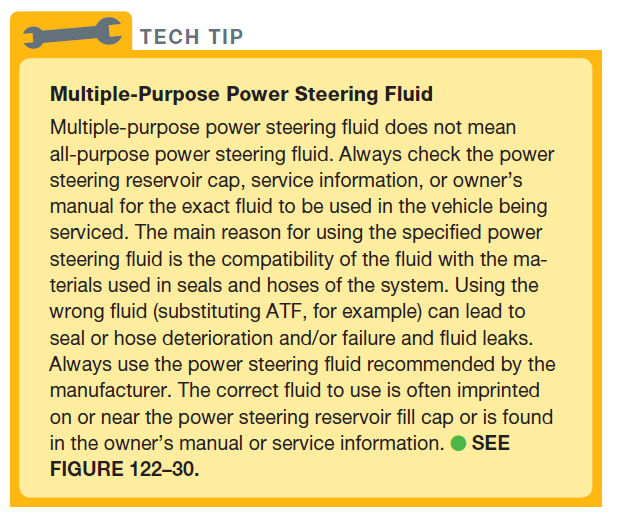 TECH TIP
Multiple-Purpose Power Steering Fluid
Multiple-purpose power steering fluid does not mean
all-purpose power steering fluid. Always check the power
steering reservoir cap, service information, or owner’s
manual for the exact fluid to be used in the vehicle being
serviced. The main reason for using the specified power
steering fluid is the compatibility of the fluid with the ma-
terials used in seals and hoses of the system. Using the
wrong fluid (substituting ATF, for example) can lead to
seal or hose deterioration and/or failure and fluid leaks.
Always use the power steering fluid recommended by the
manufacturer. The correct fluid to use is often imprinted
on or near the power steering reservoir fill cap or is found
in the owner’s manual or service information. ● SEE
FIGURE 122–30.